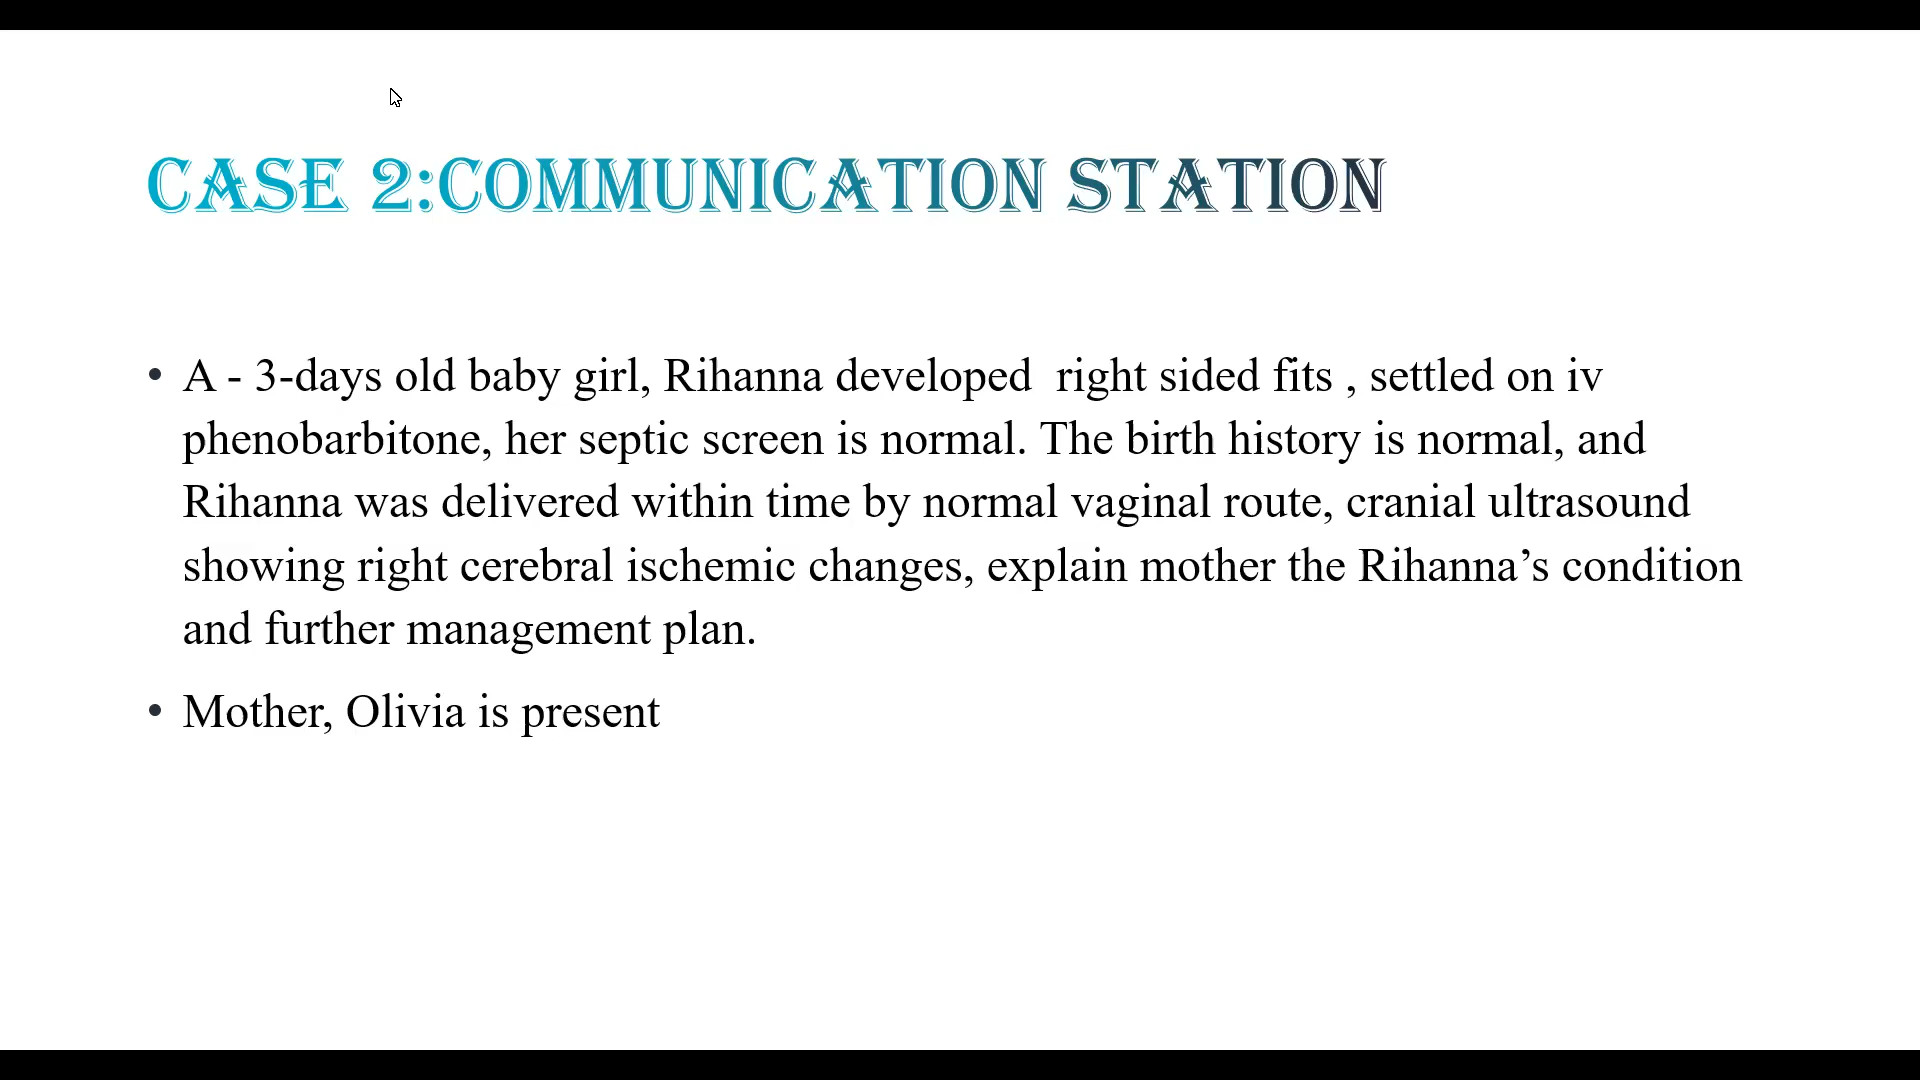 CASE 2:COMMUNICATION STATION
• A - 3-days old baby girl, Rihanna developed  right sided fits , settled on iv
phenobarbitone, her septic screen is normal. The birth history is normal, and
Rihanna was delivered within time by normal vaginal route, cranial ultrasound
showing right cerebral ischemic changes, explain mother the Rihanna’s condition
and further management plan.
• Mother, Olivia is present